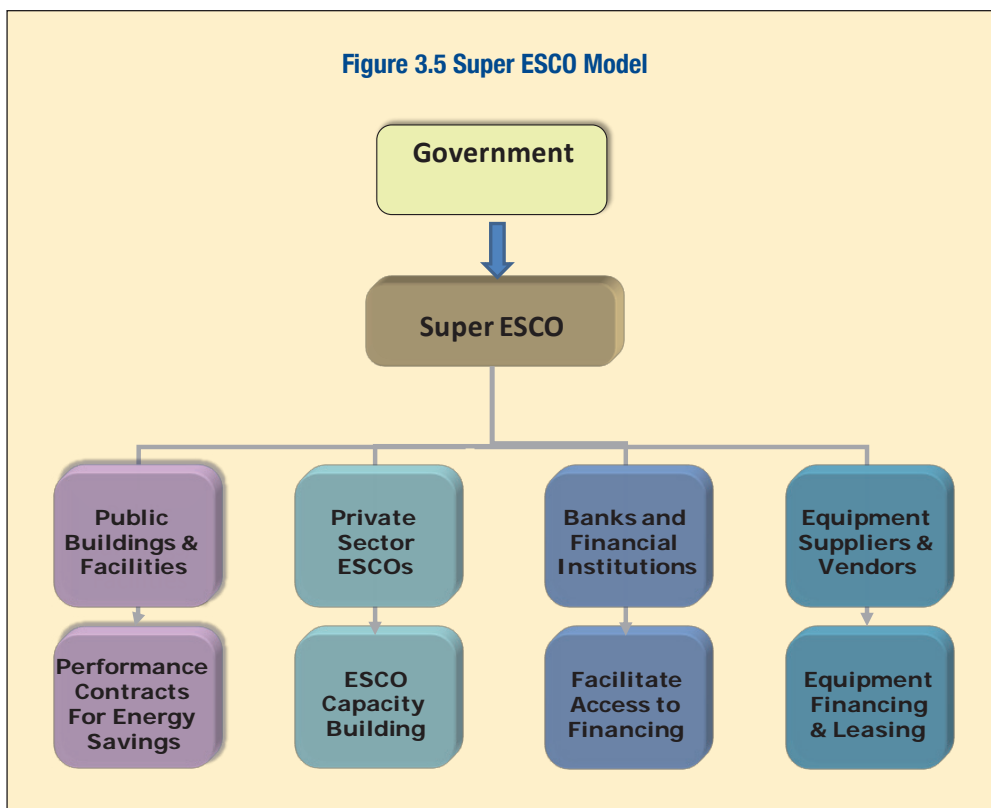 Figure 3.5 Super ESCO Model
Government
Super ESCO
Public
Buildings &
Facilities
Private
Sector
ESCOs
Banks and
Financial
Institutions
Equipment
Suppliers &
Vendors
Performance
Contracts
For Energy
Savings
ESCO
Capacity
Building
Facilitate
Access to
Financing
Equipment
Financing
& Leasing